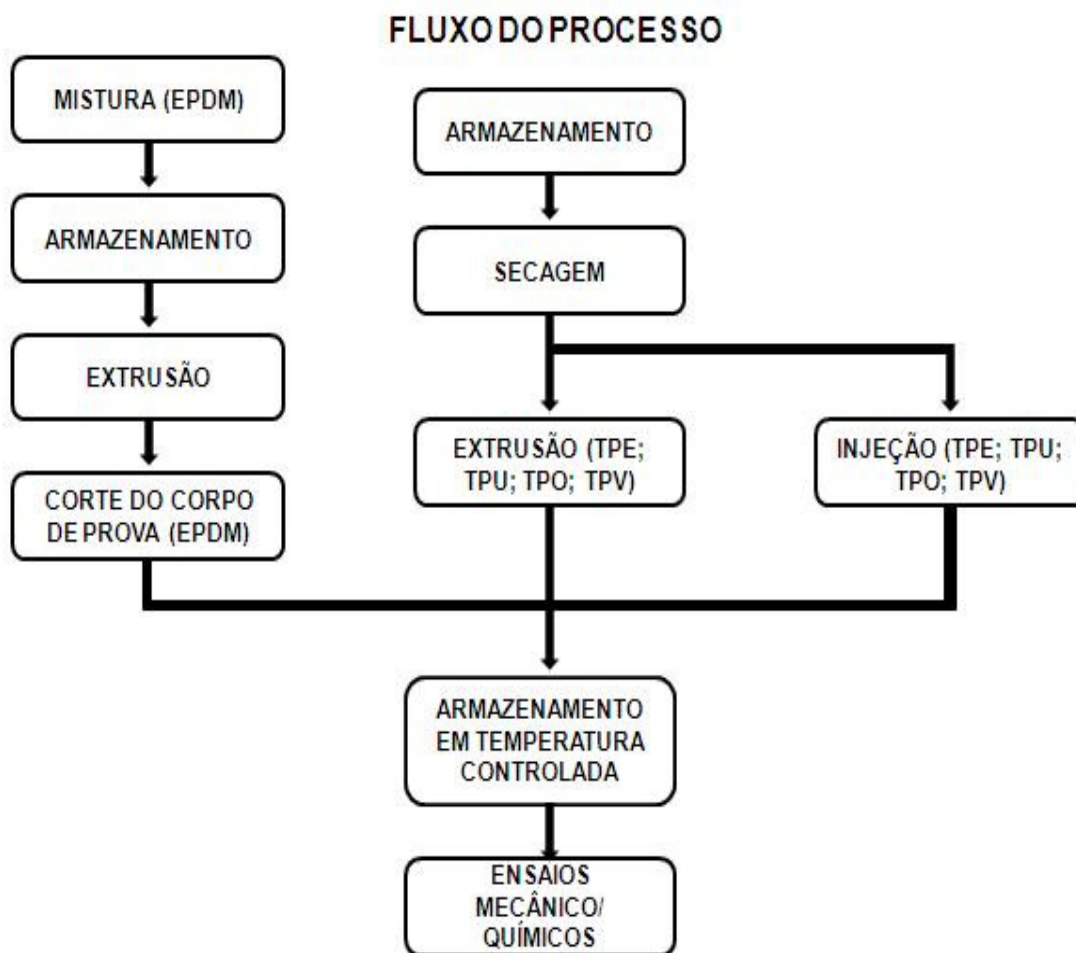 FLUXO DO PROCESSO
MISTURA (EPDM)
ARMAZENAMENTO
EXTRUSÃO
CORTE DO CORPO
DE PROVA (EPDM)
ARMAZENAMENTO
SECAGEM
EXTRUSÃO (TPE;
TPU; TPO; TPV)
INJEÇÃO (TPE; TPU;
TPO; TPV)
ARMAZENAMENTO
EM TEMPERATURA
CONTROLADA
ENSAIOS
MECÂNICO/
QUÍMICOS